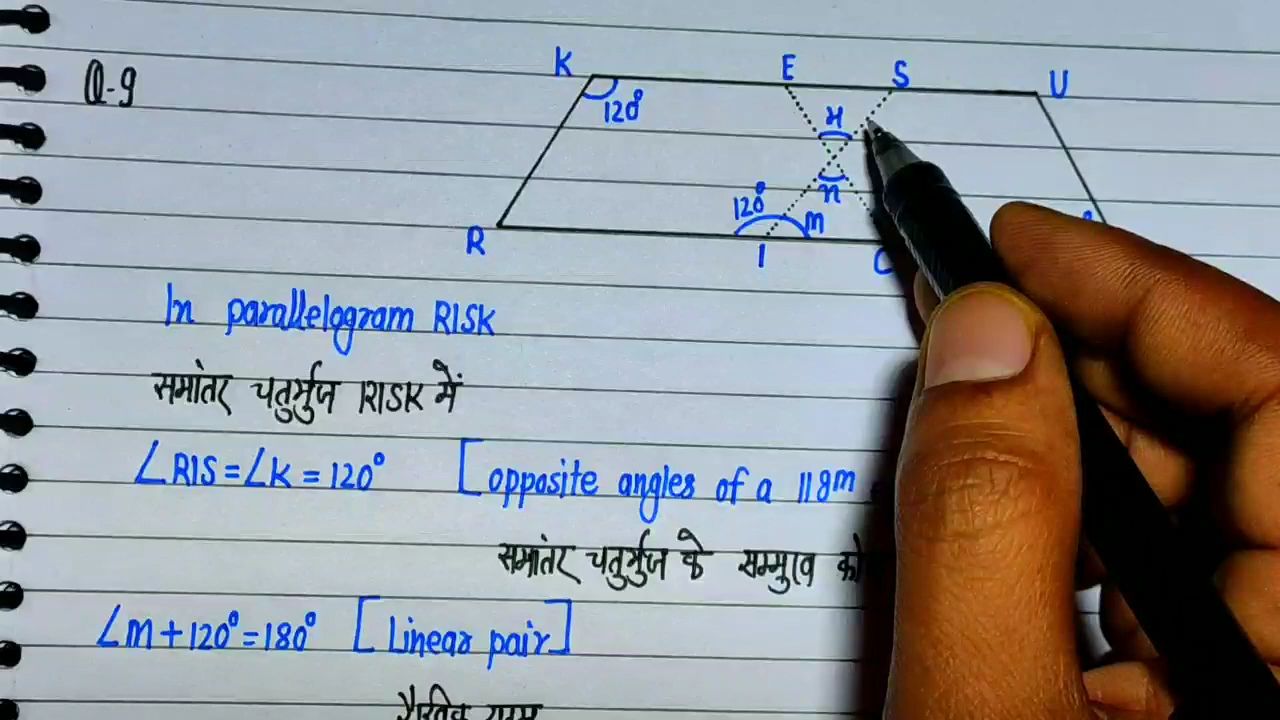 Q-9
K E S U
120°
x
n
120° m
R I
In parallelogram RISK
समांतर चतुर्भुज RISK में
∠RIS=∠K=120° [opposite angles of a ||gm
समांतर चतुर्भुज के सम्मुख
∠m+120°=180° [Linear pair]